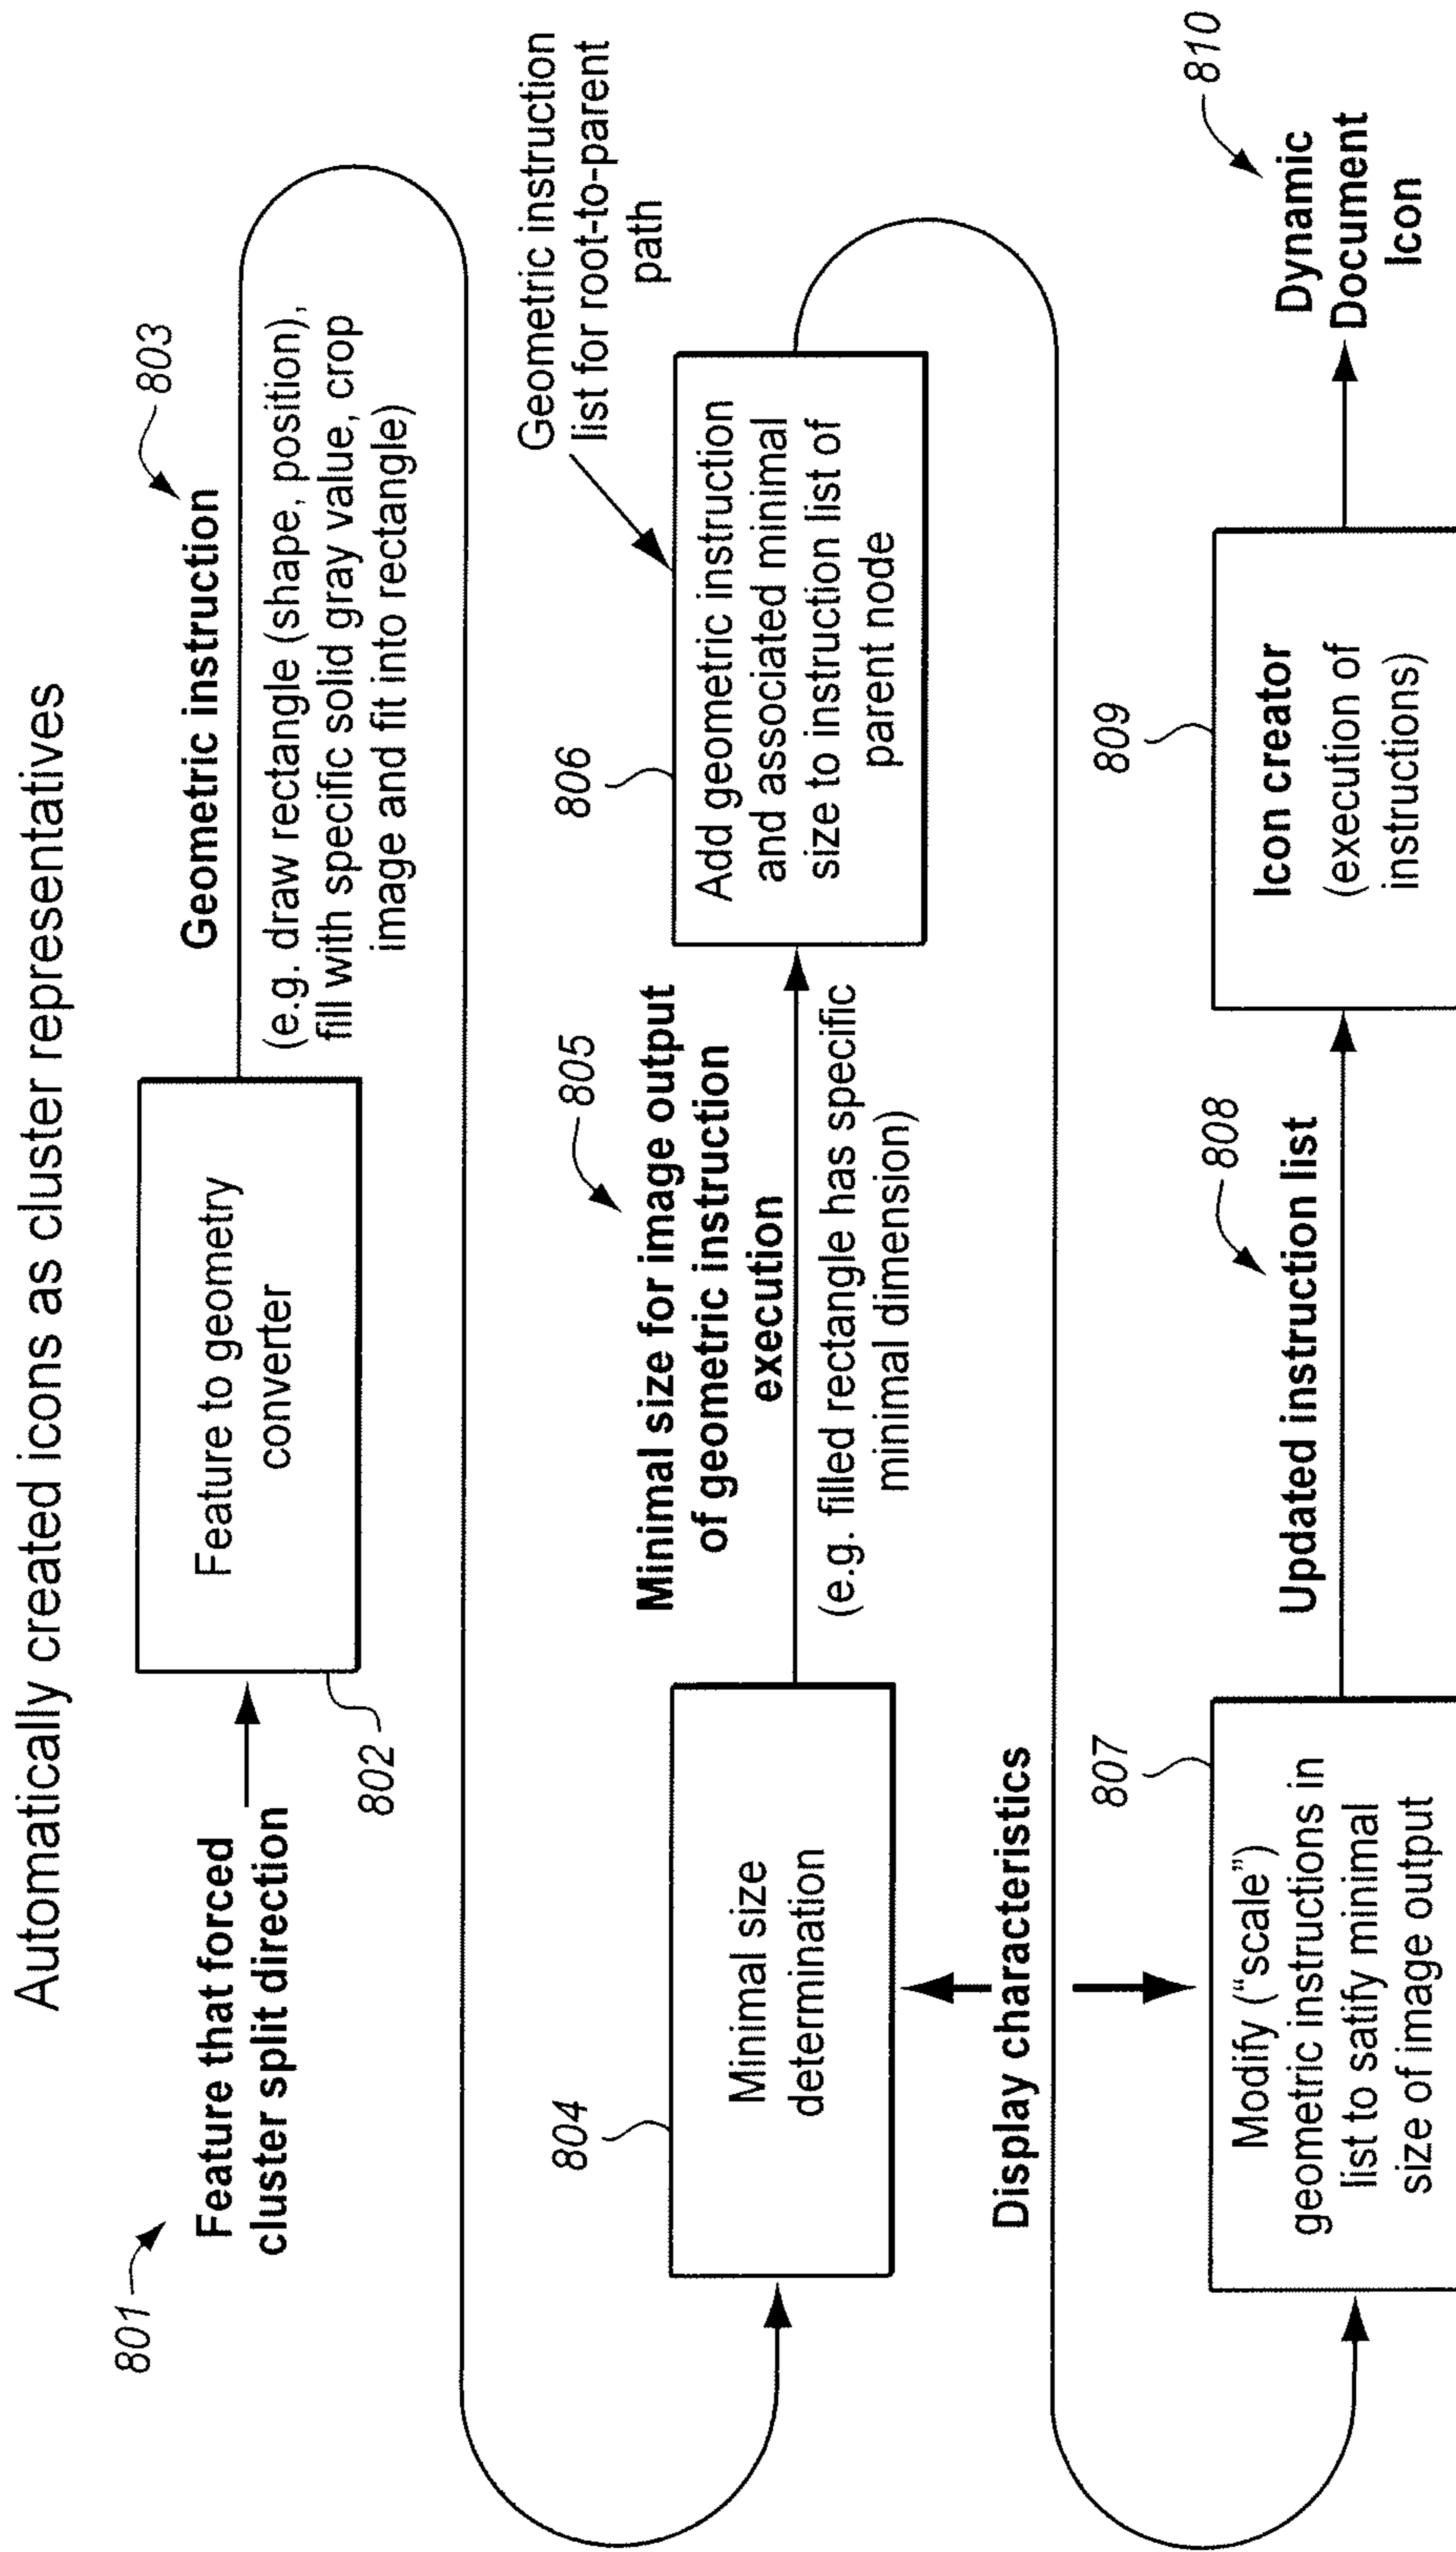 Automatically created icons as cluster representatives
801
Feature that forced
cluster split direction
802
Feature to geometry
converter
803
Geometric instruction
(e.g. draw rectangle (shape, position),
fill with specific solid gray value, crop
image and fit into rectangle)
804
Minimal size
determination
805
Minimal size for image output
of geometric instruction
execution
(e.g. filled rectangle has specific
minimal dimension)
806
Add geometric instruction
and associated minimal
size to instruction list of
parent node
Geometric instruction
list for root-to-parent
path
Display characteristics
807
Modify (“scale”)
geometric instructions in
list to satify minimal
size of image output
808
Updated instruction list
809
Icon creator
(execution of
instructions)
810
Dynamic
Document
Icon